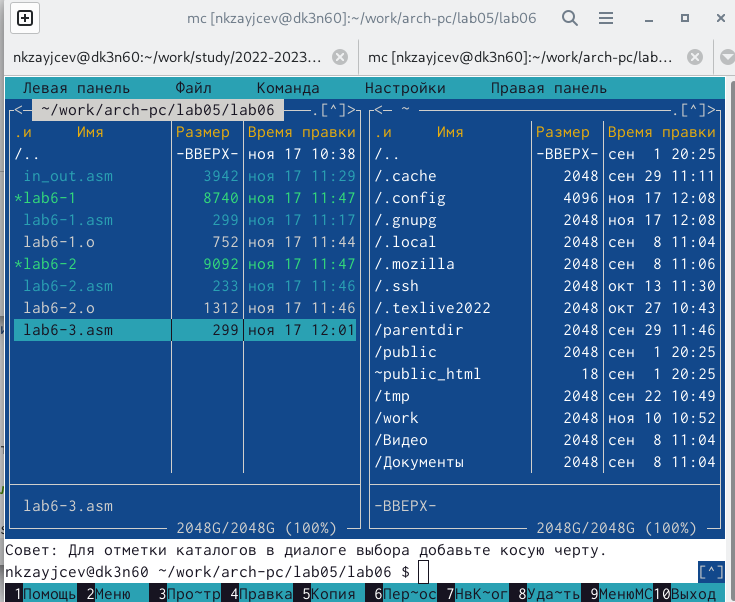 mc [nkzayjcev@dk3n60]:~/work/arch-pc/lab05/lab06
nkzayjcev@dk3n60:~/work/study/2022-2023... mc [nkzayjcev@dk3n60]:~/work/arch-pc/lab...
Левая панель Файл Команда Настройки Правая панель
<— ~/work/arch-pc/lab05/lab06 —.[^]> <— ~ —.[^]>
.и Имя Размер Время правки .и Имя Размер Время правки
/.. -ВВЕРХ- ноя 17 10:38 /.. -ВВЕРХ- сен 1 20:25
in_out.asm 3942 ноя 17 11:29 /.cache 2048 сен 29 11:11
*lab6-1 8740 ноя 17 11:47 /.config 4096 ноя 17 12:08
lab6-1.asm 299 ноя 17 11:17 /.gnupg 2048 ноя 17 12:08
lab6-1.o 752 ноя 17 11:44 /.local 2048 сен 8 11:04
*lab6-2 9092 ноя 17 11:47 /.mozilla 2048 сен 8 11:06
lab6-2.asm 233 ноя 17 11:46 /.ssh 2048 окт 13 11:30
lab6-2.o 1312 ноя 17 11:46 /.texlive2022 2048 окт 27 10:43
lab6-3.asm 299 ноя 17 12:01 /parentdir 2048 сен 29 11:46
/public 2048 сен 1 20:25
~public_html 18 сен 1 20:25
/tmp 2048 сен 22 10:49
/work 2048 ноя 10 10:52
/Видео 2048 сен 8 11:04
/Документы 2048 сен 8 11:04
lab6-3.asm -ВВЕРХ-
2048G/2048G (100%) 2048G/2048G (100%)
Совет: Для отметки каталогов в диалоге выбора добавьте косую черту.
nkzayjcev@dk3n60 ~/work/arch-pc/lab05/lab06 $ [^]
1Помощь 2Меню 3Про~тр 4Правка 5Копия 6Пер~ос 7НвК~ог 8Уда~ть 9МенюMC 10Выход